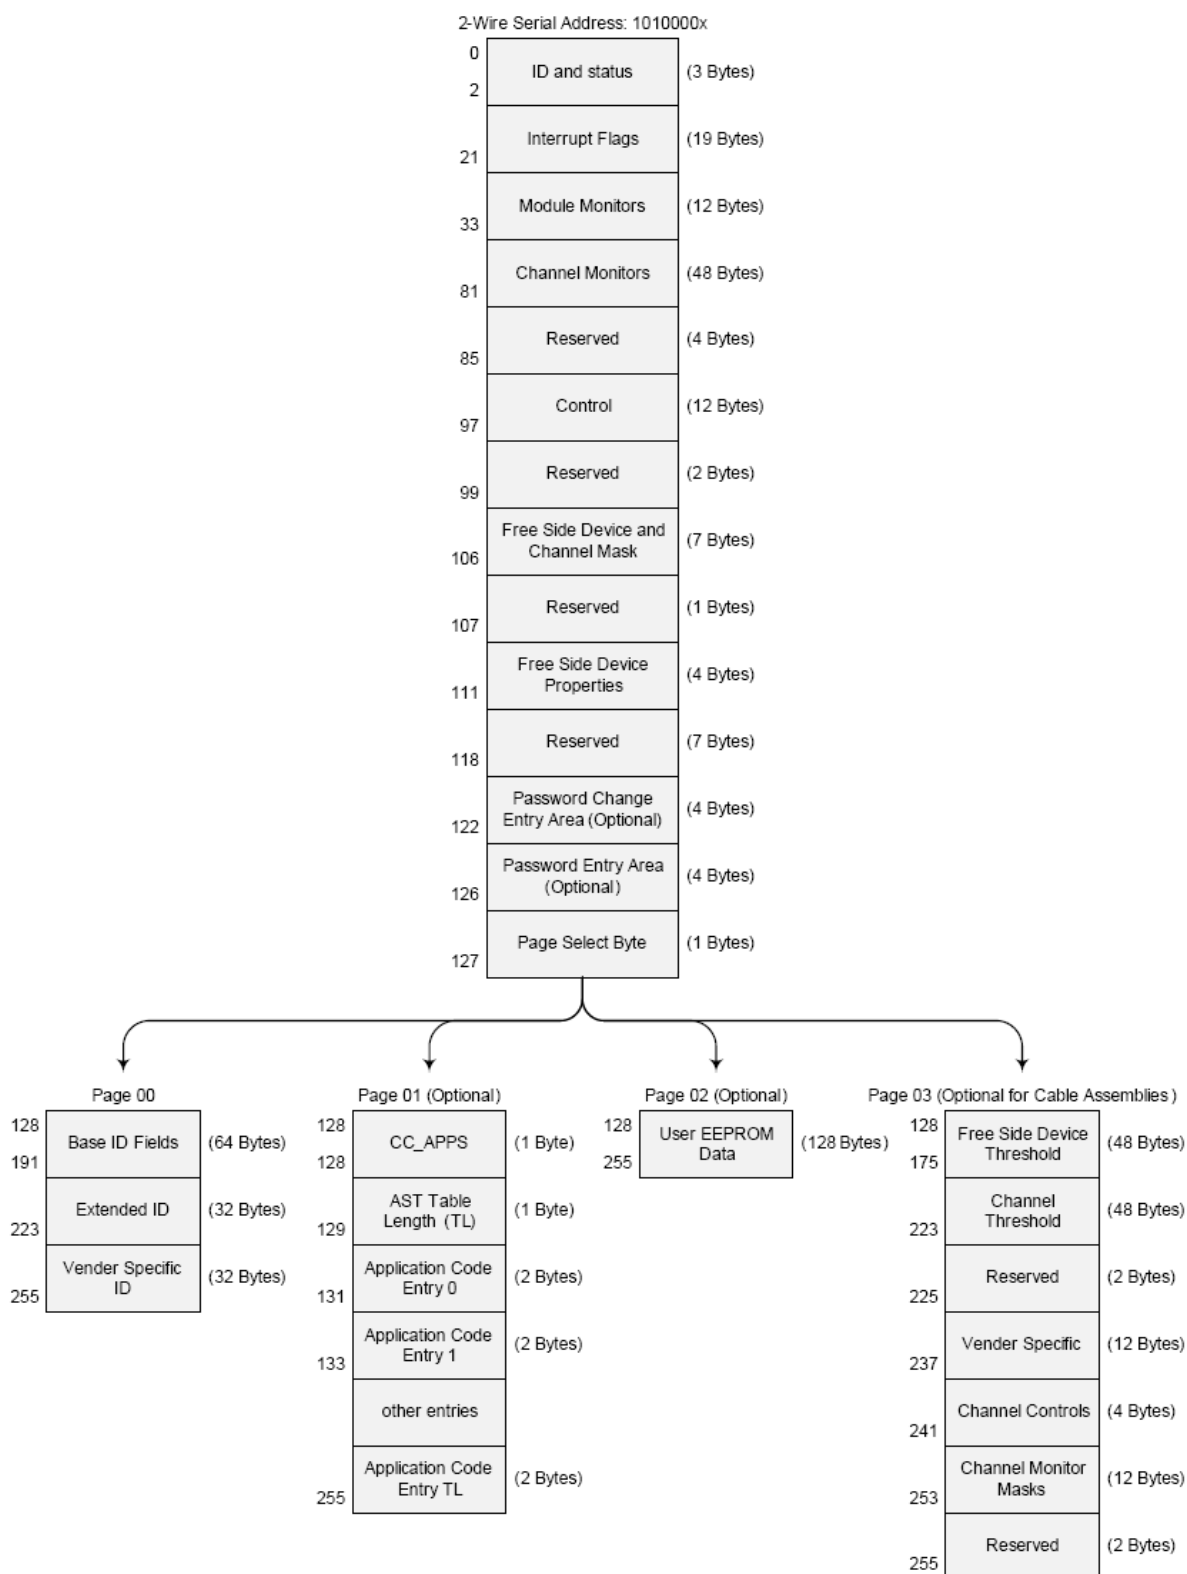 2-Wire Serial Address: 1010000x
0
ID and status (3 Bytes)
2
Interrupt Flags (19 Bytes)
21
Module Monitors (12 Bytes)
33
Channel Monitors (48 Bytes)
81
Reserved (4 Bytes)
85
Control (12 Bytes)
97
Reserved (2 Bytes)
99
Free Side Device and
Channel Mask (7 Bytes)
106
Reserved (1 Bytes)
107
Free Side Device
Properties (4 Bytes)
111
Reserved (7 Bytes)
118
Password Change
Entry Area (Optional) (4 Bytes)
122
Password Entry Area
(Optional) (4 Bytes)
126
Page Select Byte (1 Bytes)
127
Page 00
128
Base ID Fields (64 Bytes)
191
Extended ID (32 Bytes)
223
Vender Specific
ID (32 Bytes)
255
Page 01 (Optional)
128
CC_APPS (1 Byte)
128
AST Table
Length (TL) (1 Byte)
129
Application Code
Entry 0 (2 Bytes)
131
Application Code
Entry 1 (2 Bytes)
133
other entries
Application Code
Entry TL (2 Bytes)
255
Page 02 (Optional)
128
User EEPROM
Data (128 Bytes)
255
Page 03 (Optional for Cable Assemblies)
128
Free Side Device
Threshold (48 Bytes)
175
Channel
Threshold (48 Bytes)
223
Reserved (2 Bytes)
225
Vender Specific (12 Bytes)
237
Channel Controls (4 Bytes)
241
Channel Monitor
Masks (12 Bytes)
253
Reserved (2 Bytes)
255